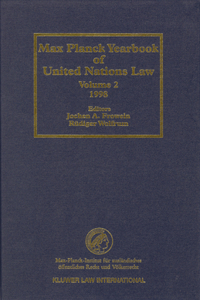 Max Planck Yearbook
of
United Nations Law
Volume 2
1998
Editors
Jochen A. Frowein
Rüdiger Wolfrum
Max-Planck-Institut für ausländisches
öffentliches Recht und Völkerrecht
KLUWER LAW INTERNATIONAL